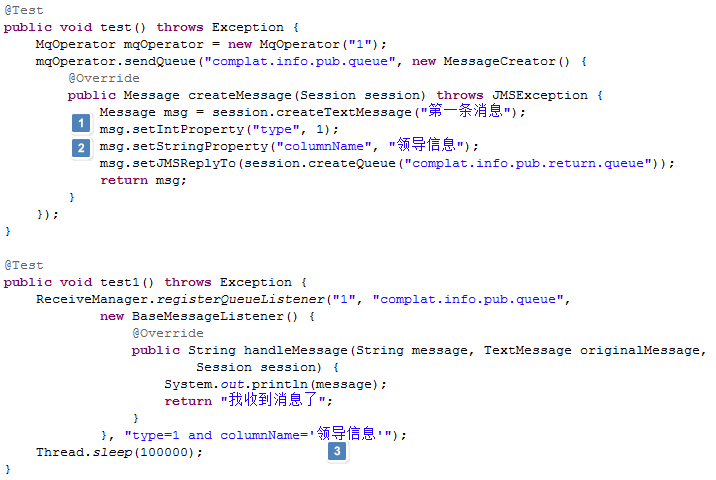 @Test
public void test() throws Exception {
    MqOperator mqOperator = new MqOperator("1");
    mqOperator.sendQueue("complat.info.pub.queue", new MessageCreator() {
        @Override
        public Message createMessage(Session session) throws JMSException {
            Message msg = session.createTextMessage("第一条消息");
1           msg.setIntProperty("type", 1);
2           msg.setStringProperty("columnName", "领导信息");
            msg.setJMSReplyTo(session.createQueue("complat.info.pub.return.queue"));
            return msg;
        }
    });
}
@Test
public void test1() throws Exception {
    ReceiveManager.registerQueueListener("1", "complat.info.pub.queue",
            new BaseMessageListener() {
                @Override
                public String handleMessage(String message, TextMessage originalMessage,
                        Session session) {
                    System.out.println(message);
                    return "我收到消息了";
                }
            }, "type=1 and columnName='领导信息'");
    Thread.sleep(100000); 3
}